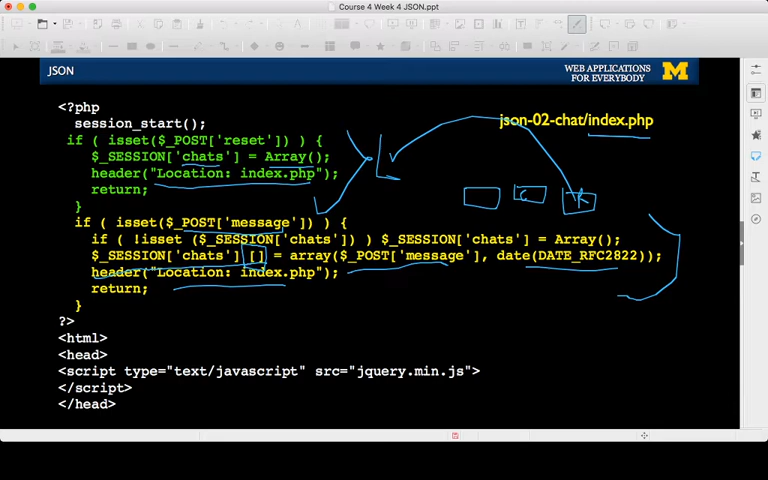 Course 4 Week 4 JSON.ppt
JSON
WEB APPLICATIONS
FOR EVERYBODY
M
<?php
session_start();
json-02-chat/index.php
if ( isset($_POST['reset']) ) {
$_SESSION['chats'] = Array();
header("Location: index.php");
return;
}
if ( isset($_POST['message']) ) {
if ( !isset ($_SESSION['chats']) ) $_SESSION['chats'] = Array();
$_SESSION['chats'] [] = array($_POST['message'], date(DATE_RFC2822));
header("Location: index.php");
return;
}
?>
<html>
<head>
<script type="text/javascript" src="jquery.min.js">
</script>
</head>